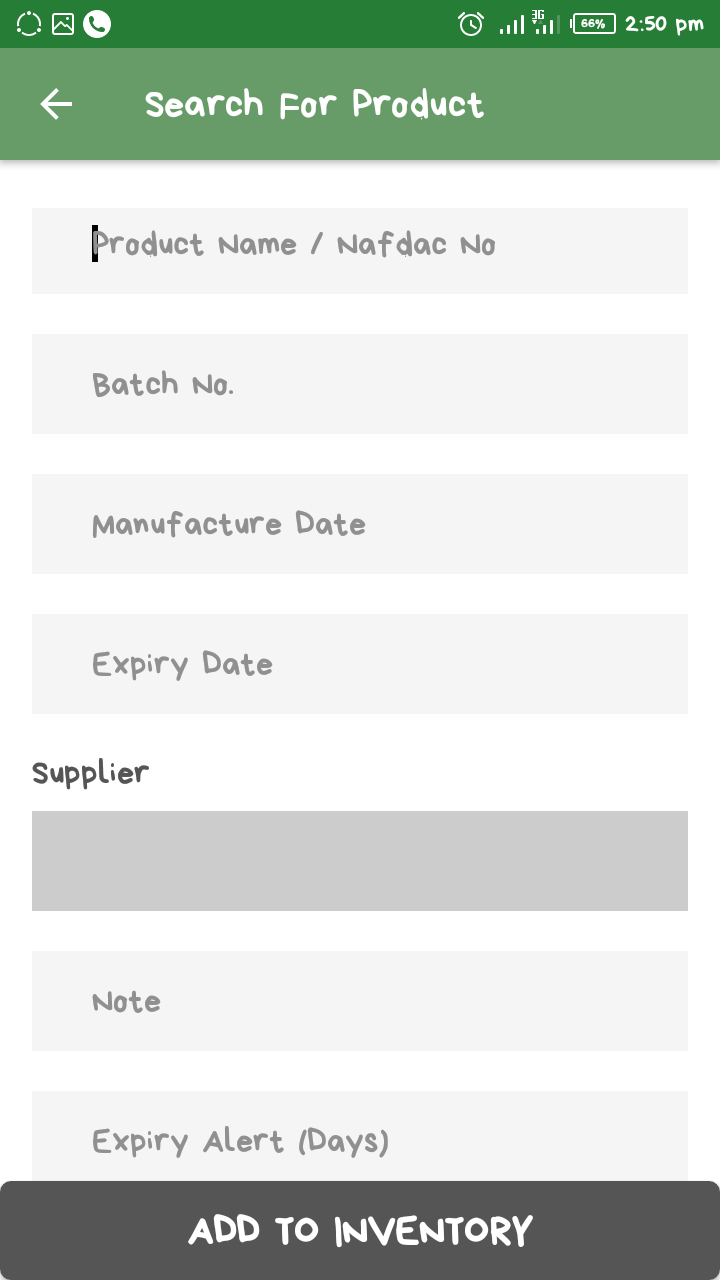 3G 66% 2:50 pm
Search For Product
Product Name / Nafdac No
Batch No.
Manufacture Date
Expiry Date
Supplier
Note
Expiry Alert (Days)
ADD TO INVENTORY